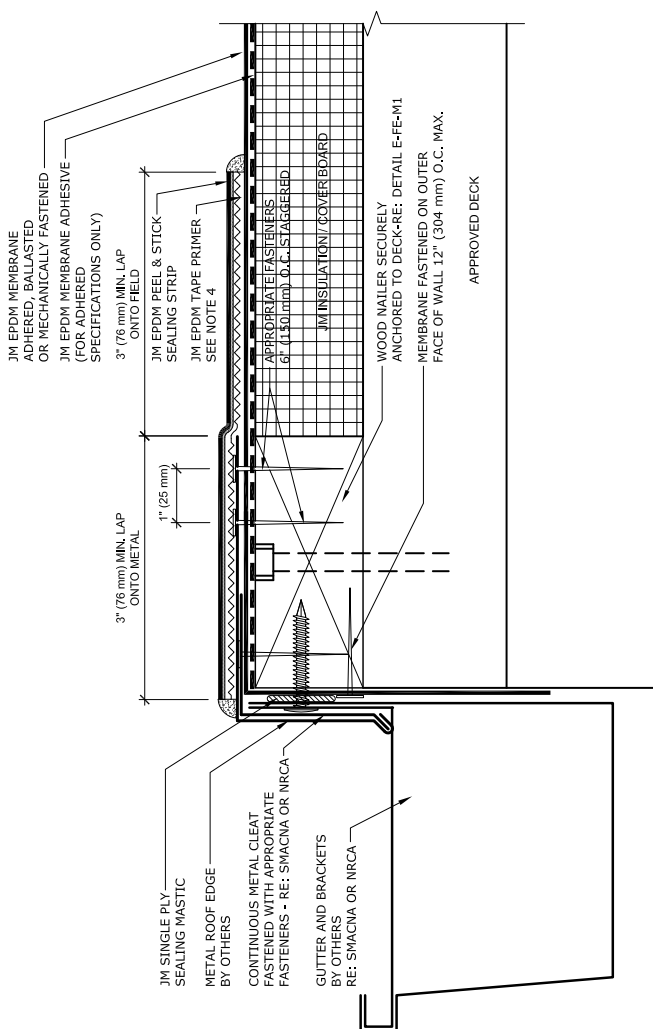 JM EPDM MEMBRANE
ADHERED, BALLASTED
OR MECHANICALLY FASTENED
JM EPDM MEMBRANE ADHESIVE
(FOR ADHERED
SPECIFICATIONS ONLY)
3" (76 mm) MIN. LAP
ONTO FIELD
JM EPDM PEEL & STICK
SEALING STRIP
JM EPDM TAPE PRIMER
SEE NOTE 4
APPROPRIATE FASTENERS
6" (150 mm) O.C. STAGGERED
JM INSULATION / COVER BOARD
WOOD NAILER SECURELY
ANCHORED TO DECK-RE: DETAIL E-FE-M1
MEMBRANE FASTENED ON OUTER
FACE OF WALL 12" (304 mm) O.C. MAX.
APPROVED DECK
3" (76 mm) MIN. LAP
ONTO METAL
1" (25 mm)
JM SINGLE PLY
SEALING MASTIC
METAL ROOF EDGE
BY OTHERS
CONTINUOUS METAL CLEAT
FASTENED WITH APPROPRIATE
FASTENERS - RE: SMACNA OR NRCA
GUTTER AND BRACKETS
BY OTHERS
RE: SMACNA OR NRCA